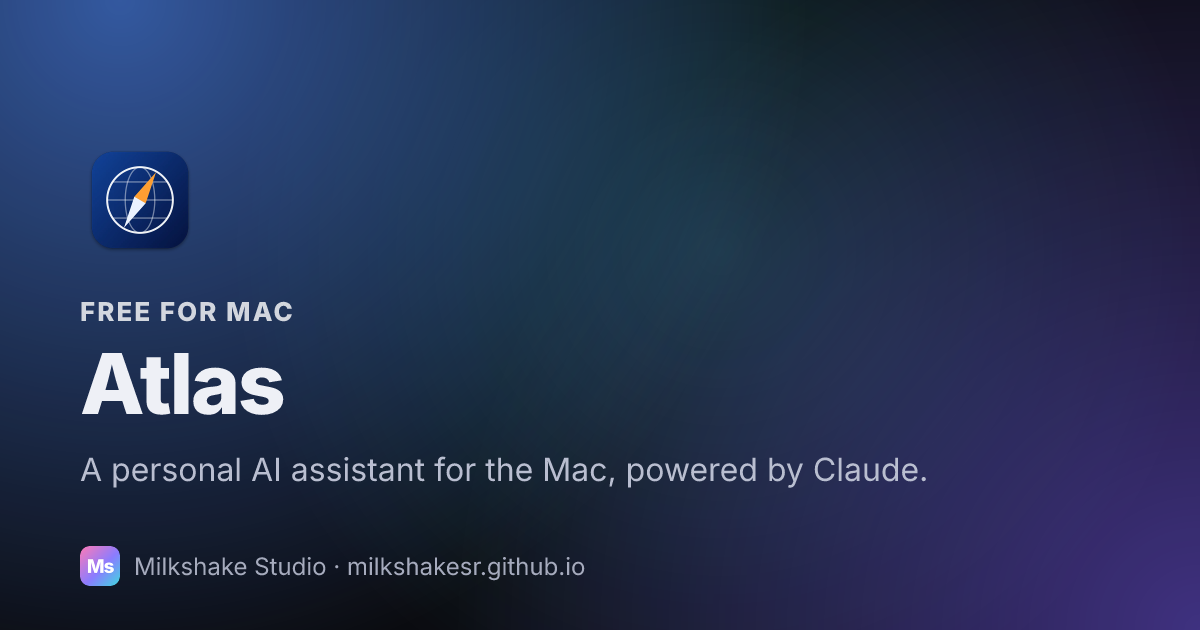 FREE FOR MAC
Atlas
A personal AI assistant for the Mac, powered by Claude.
Ms Milkshake Studio · milkshakesr.github.io